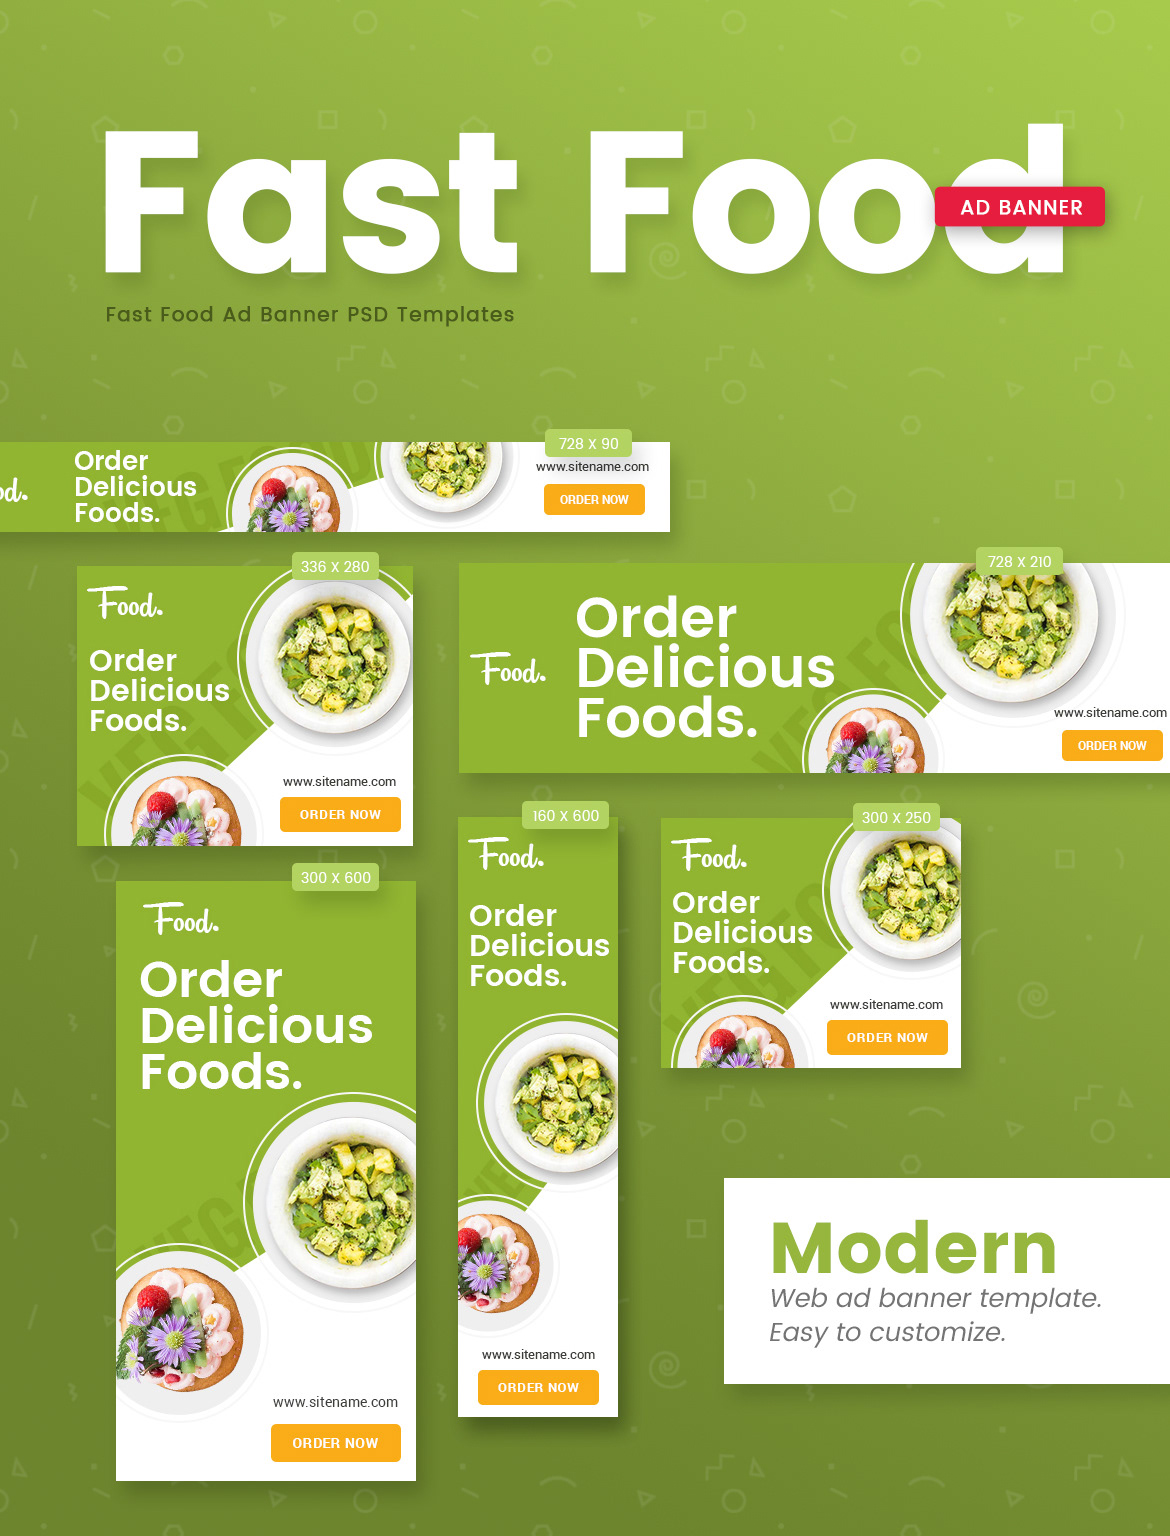 Fast Food
AD BANNER
Fast Food Ad Banner PSD Templates
728 X 90
Order
Delicious
Foods.
www.sitename.com
ORDER NOW
336 X 280
Food.
Order
Delicious
Foods.
www.sitename.com
ORDER NOW
728 X 210
Food.
Order
Delicious
Foods.
www.sitename.com
ORDER NOW
300 X 600
Food.
Order
Delicious
Foods.
www.sitename.com
ORDER NOW
160 X 600
Food.
Order
Delicious
Foods.
www.sitename.com
ORDER NOW
300 X 250
Food.
Order
Delicious
Foods.
www.sitename.com
ORDER NOW
Modern
Web ad banner template.
Easy to customize.